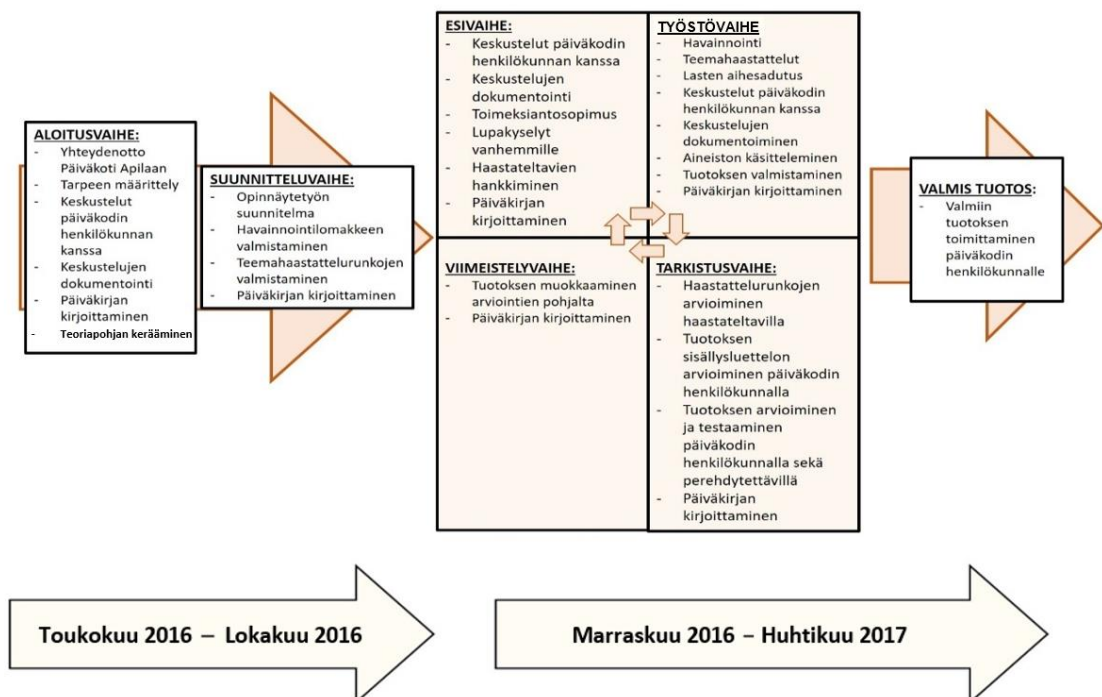 ALOITUSVAIHE:
- Yhteydenotto
Päiväkoti Apilaan
- Tarpeen määrittely
- Keskustelut
päiväkodin
henkilökunnan
kanssa
- Keskustelujen
dokumentointi
- Päiväkirjan
kirjoittaminen
- Teoriapohjan kerääminen
SUUNNITTELUVAIHE:
- Opinnäytetyön
suunnitelma
- Havainnointilomakkeen
valmistaminen
- Teemahaastattelurunkojen
valmistaminen
- Päiväkirjan kirjoittaminen
ESIVAIHE:
- Keskustelut päiväkodin
henkilökunnan kanssa
- Keskustelujen
dokumentointi
- Toimeksiantosopimus
- Lupakyselyt
vanhemmille
- Haastateltavien
hankkiminen
- Päiväkirjan
kirjoittaminen
TYÖSTÖVAIHE
- Havainnointi
- Teemahaastattelut
- Lasten aihesadutus
- Keskustelut päiväkodin
henkilökunnan kanssa
- Keskustelujen
dokumentoiminen
- Aineiston käsitteleminen
- Tuotoksen valmistaminen
- Päiväkirjan kirjoittaminen
VIIMEISTELYVAIHE:
- Tuotoksen muokkaaminen
arviointien pohjalta
- Päiväkirjan kirjoittaminen
TARKISTUSVAIHE:
- Haastattelurunkojen
arvioiminen
haastateltavilla
- Tuotoksen
sisällysluettelon
arvioiminen päiväkodin
henkilökunnalla
- Tuotoksen arvioiminen
ja testaaminen
päiväkodin
henkilökunnalla sekä
perehdytettävillä
- Päiväkirjan
kirjoittaminen
VALMIS TUOTOS:
- Valmiin
tuotoksen
toimittaminen
päiväkodin
henkilökunnalle
Toukokuu 2016 – Lokakuu 2016
Marraskuu 2016 – Huhtikuu 2017